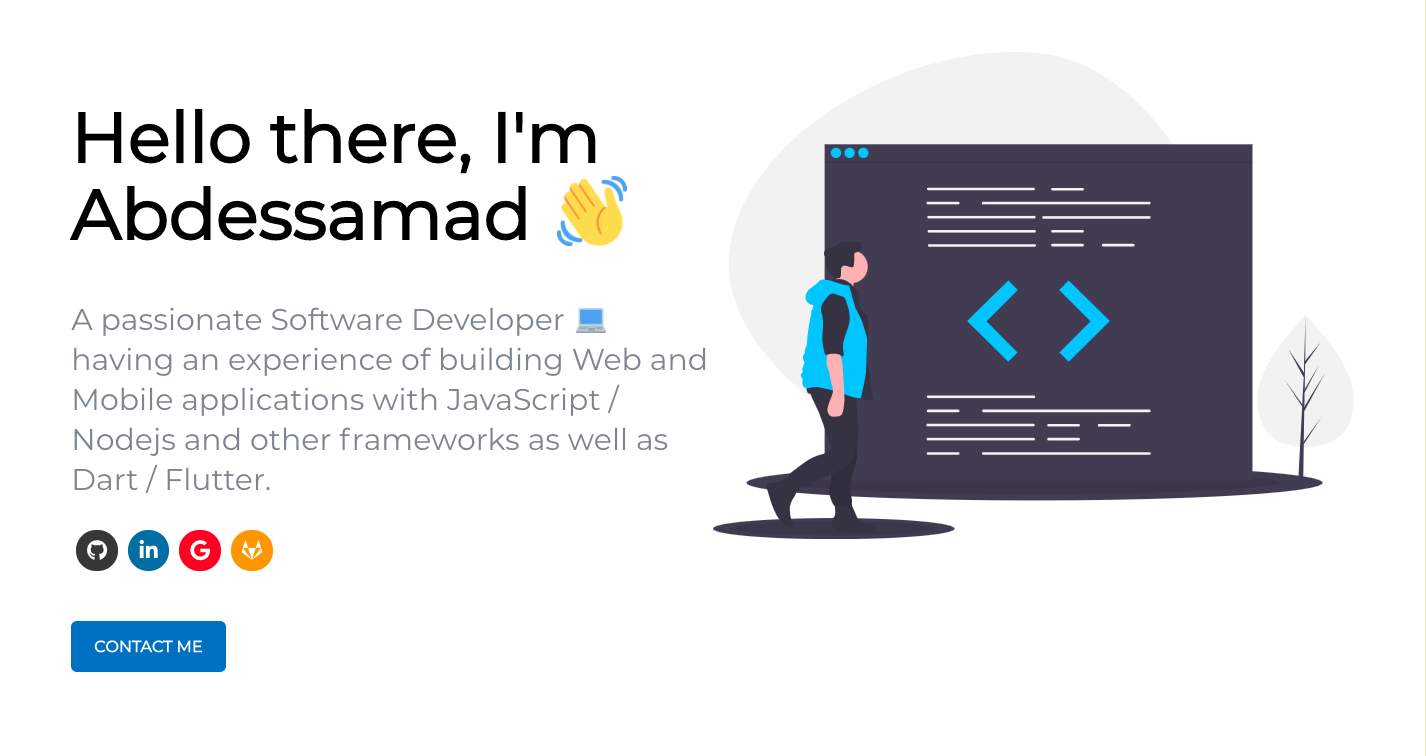 Hello there, I'm
Abdessamad 👋
A passionate Software Developer 💻
having an experience of building Web and
Mobile applications with JavaScript /
Nodejs and other frameworks as well as
Dart / Flutter.
in G
CONTACT ME